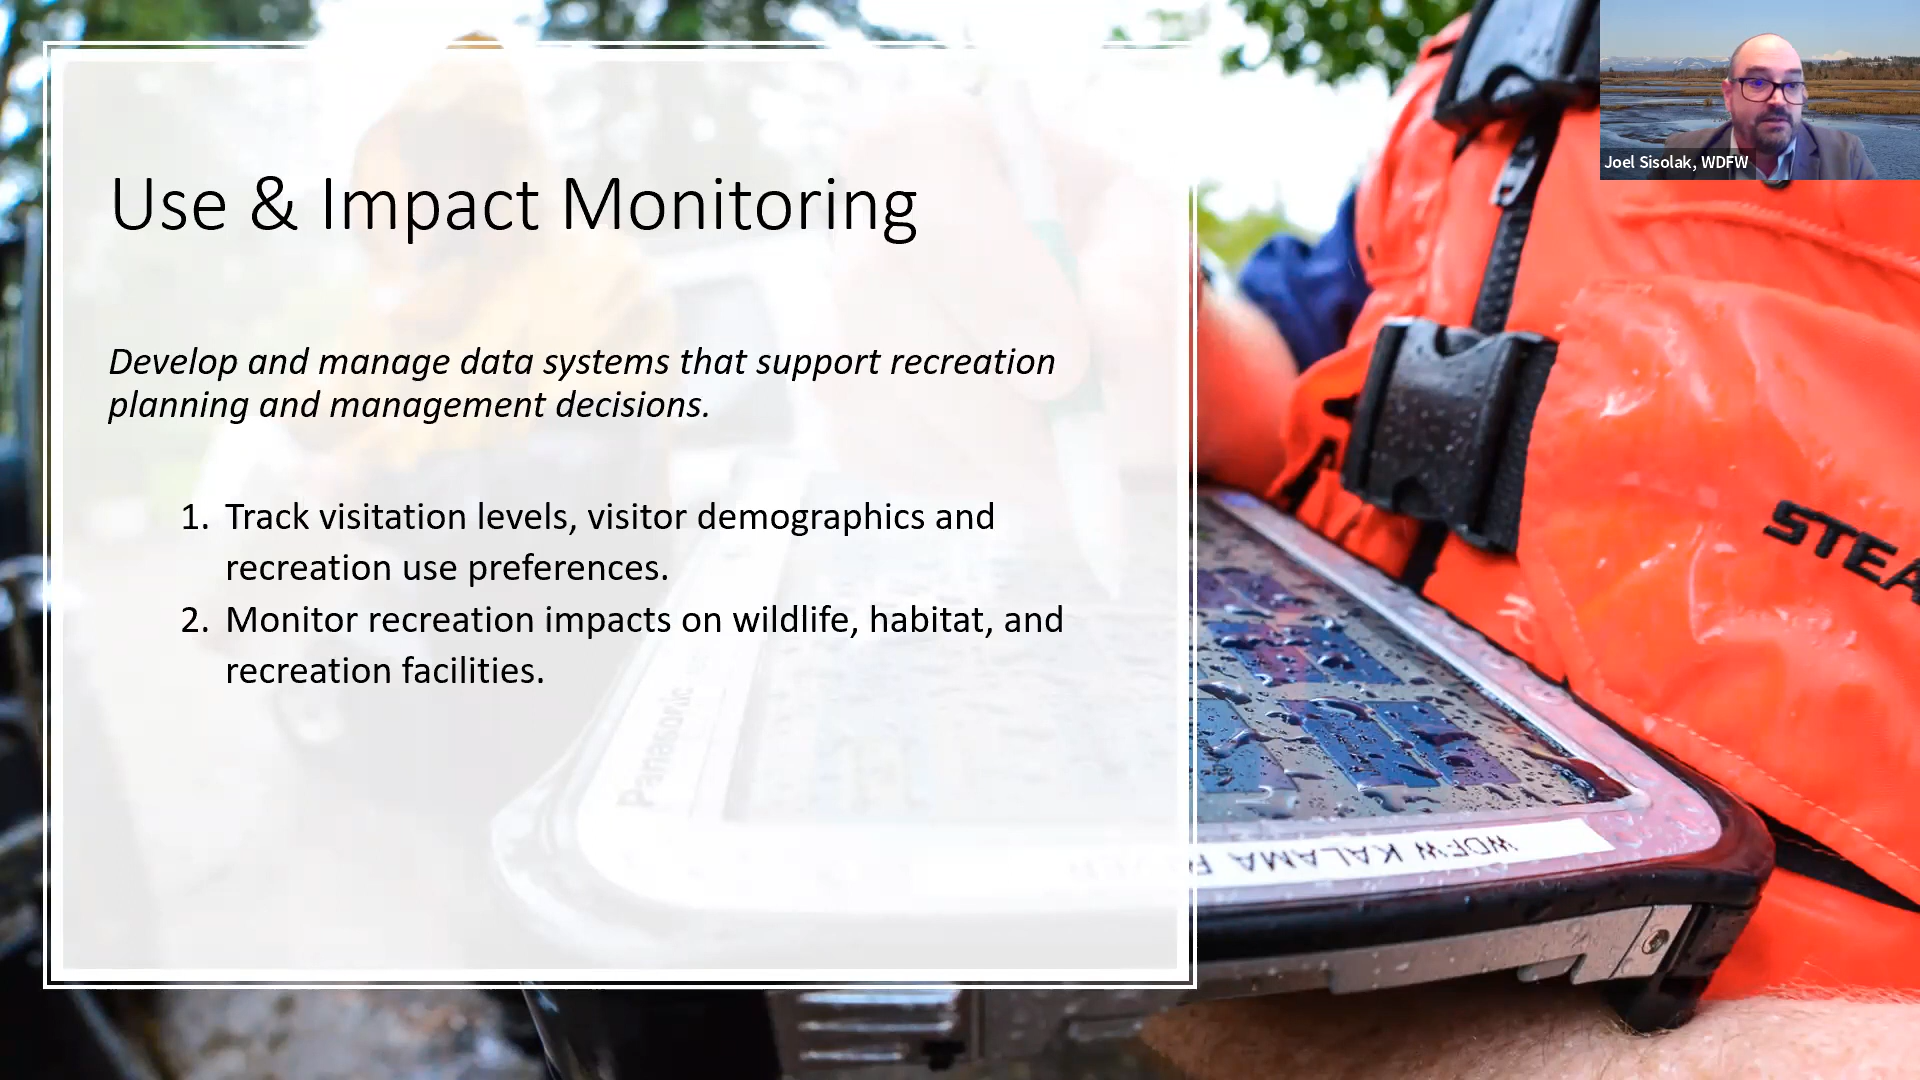 Use & Impact Monitoring
Develop and manage data systems that support recreation
planning and management decisions.
1. Track visitation levels, visitor demographics and
recreation use preferences.
2. Monitor recreation impacts on wildlife, habitat, and
recreation facilities.
Joel Sisolak, WDFW
STEA
Panasonic
WDFW KALAMA RIVER